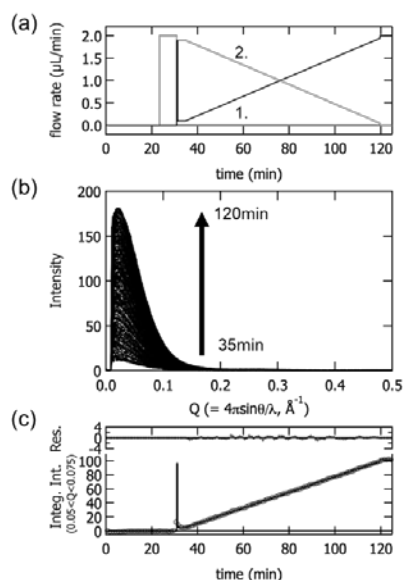 (a)
flow rate (μL/min)
2.0
1.5
1.0
0.5
0.0
2.
1.
0 20 40 60 80 100 120
time (min)
(b)
Intensity
200
150
100
50
0
120min
35min
0.0 0.1 0.2 0.3 0.4 0.5
Q (= 4πsinθ/λ, Å⁻¹)
(c)
Res.
4
0
-4
Integ. Int.
(0.05<Q<0.075)
100
80
60
40
20
0
0 20 40 60 80 100 120
time (min)